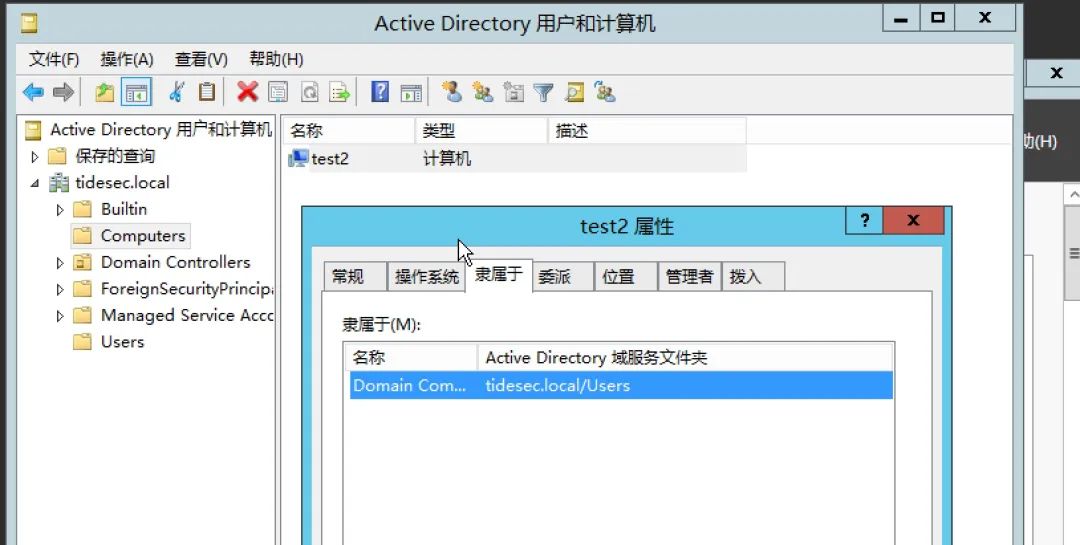 Active Directory 用户和计算机
文件(F) 操作(A) 查看(V) 帮助(H)
Active Directory 用户和计算机
保存的查询
tidesec.local
Builtin
Computers
Domain Controllers
ForeignSecurityPrincipa
Managed Service Acc
Users
名称 类型 描述
test2 计算机
助(H)
test2 属性
常规 操作系统 隶属于 委派 位置 管理者 拨入
隶属于(M):
名称 Active Directory 域服务文件夹
Domain Com... tidesec.local/Users